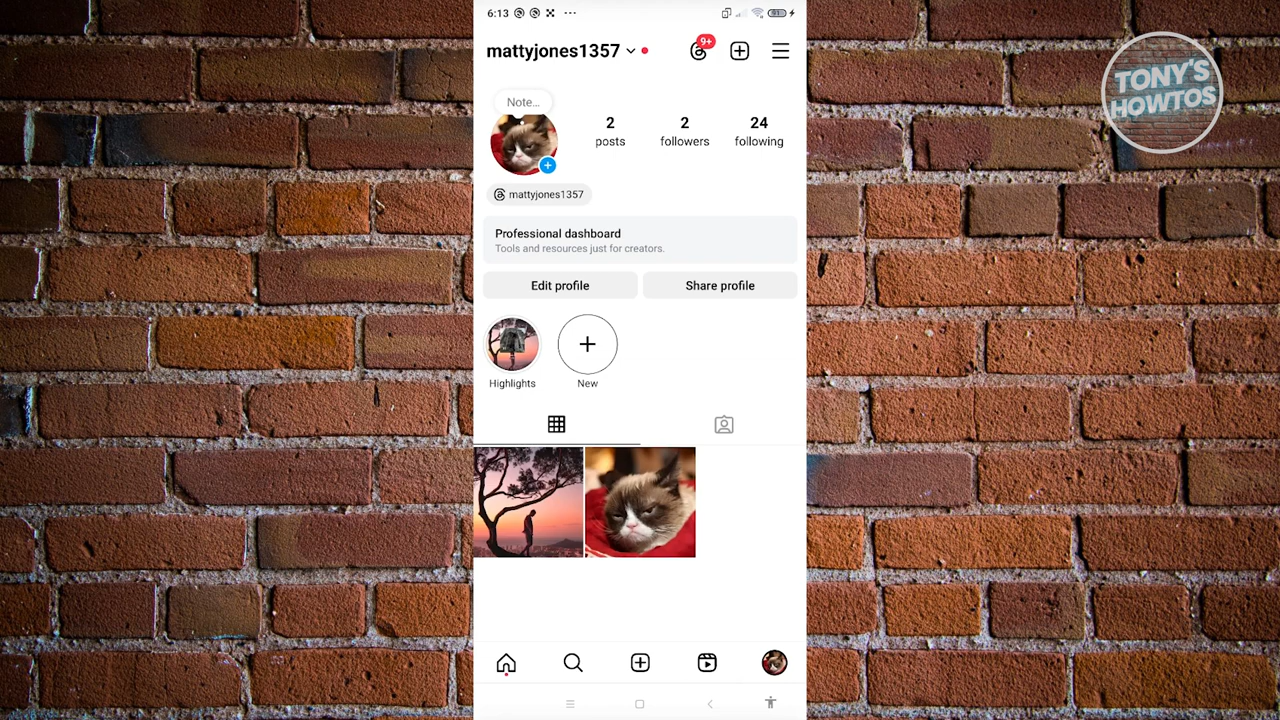 6:13
91
mattyjones1357
9+
Note...
2 posts
2 followers
24 following
mattyjones1357
Professional dashboard
Tools and resources just for creators.
Edit profile
Share profile
Highlights
New
TONY'S
HOWTOS